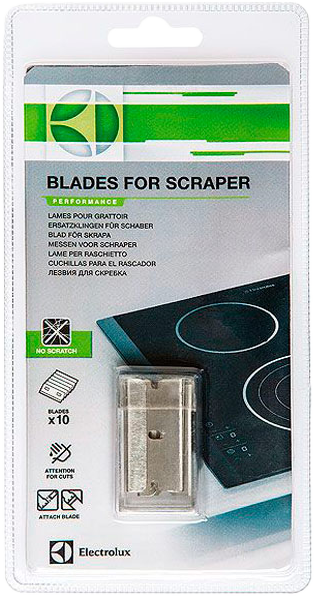 BLADES FOR SCRAPER
PERFORMANCE
LAMES POUR GRATTOIR
ERSATZKLINGEN FÜR SCHABER
BLAD FÖR SKRAPA
MESSEN VOOR SCHRAPER
LAME PER RASCHIETTO
CUCHILLAS PARA EL RASCADOR
ЛЕЗВИЯ ДЛЯ СКРЕБКА
NO SCRATCH
BLADES
x10
ATTENTION
FOR CUTS
ATTACH BLADE
Electrolux